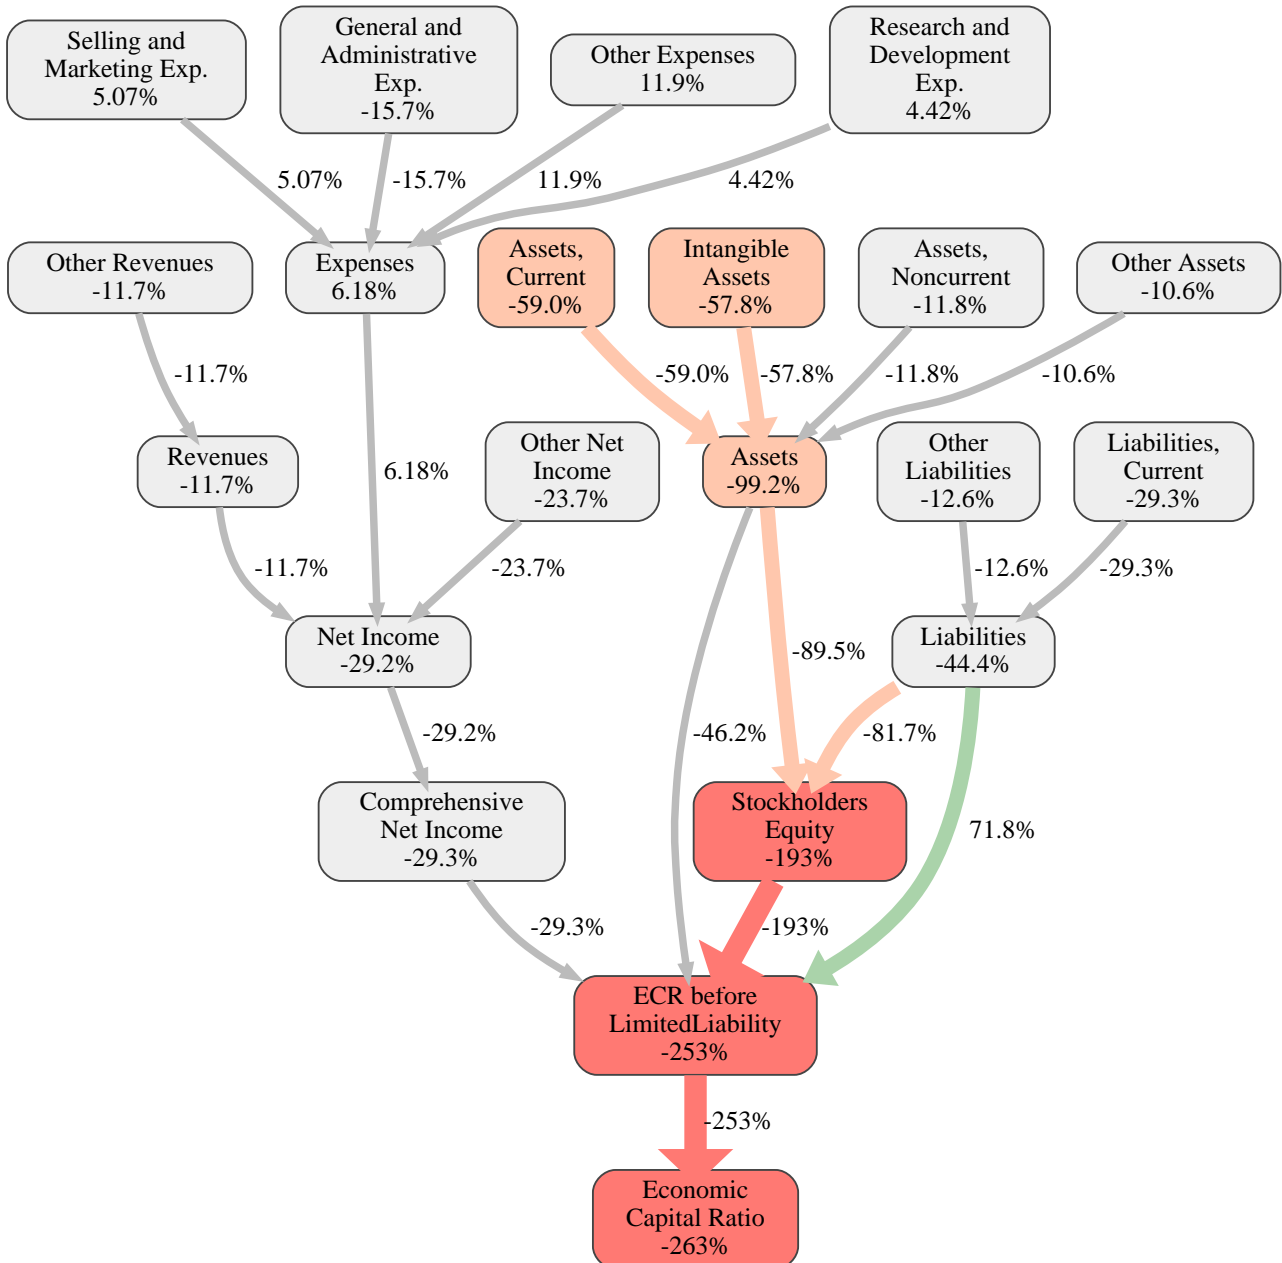 Selling and
Marketing Exp.
5.07%
General and
Administrative
Exp.
-15.7%
Other Expenses
11.9%
Research and
Development
Exp.
4.42%
5.07%
-15.7%
11.9%
4.42%
Other Revenues
-11.7%
Expenses
6.18%
Assets,
Current
-59.0%
Intangible
Assets
-57.8%
Assets,
Noncurrent
-11.8%
Other Assets
-10.6%
-11.7%
-59.0%
-57.8%
-11.8%
-10.6%
Revenues
-11.7%
6.18%
Other Net
Income
-23.7%
Assets
-99.2%
Other
Liabilities
-12.6%
Liabilities,
Current
-29.3%
-11.7%
-23.7%
-12.6%
-29.3%
Net Income
-29.2%
-89.5%
Liabilities
-44.4%
-29.2%
-46.2%
-81.7%
Comprehensive
Net Income
-29.3%
Stockholders
Equity
-193%
71.8%
-29.3%
-193%
ECR before
LimitedLiability
-253%
-253%
Economic
Capital Ratio
-263%